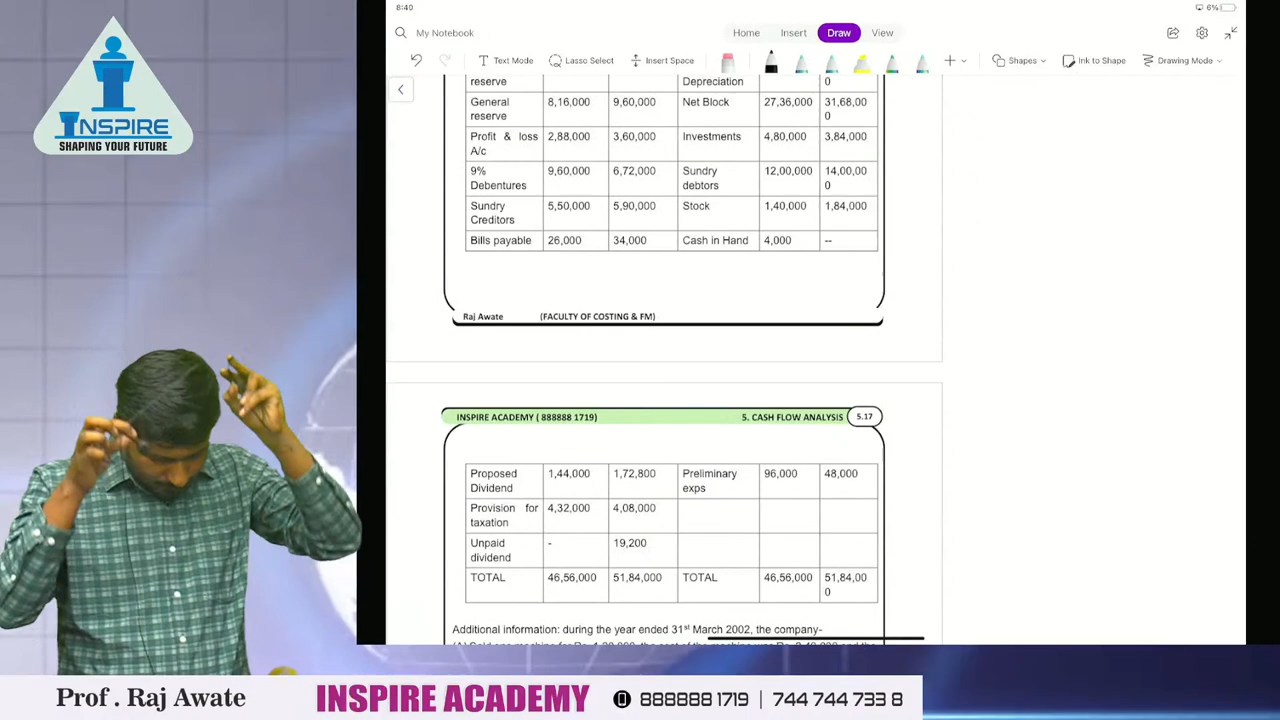 8:40
6%
My Notebook
Home Insert Draw View
Text Mode Lasso Select Insert Space Shapes Ink to Shape Drawing Mode
INSPIRE
SHAPING YOUR FUTURE
reserve Depreciation 0
General reserve 8,16,000 9,60,000 Net Block 27,36,000 31,68,00 0
Profit & loss A/c 2,88,000 3,60,000 Investments 4,80,000 3,84,000
9% Debentures 9,60,000 6,72,000 Sundry debtors 12,00,000 14,00,00 0
Sundry Creditors 5,50,000 5,90,000 Stock 1,40,000 1,84,000
Bills payable 26,000 34,000 Cash in Hand 4,000 --
Raj Awate (FACULTY OF COSTING & FM)
INSPIRE ACADEMY ( 888888 1719) 5. CASH FLOW ANALYSIS 5.17
Proposed Dividend 1,44,000 1,72,800 Preliminary exps 96,000 48,000
Provision for taxation 4,32,000 4,08,000
Unpaid dividend - 19,200
TOTAL 46,56,000 51,84,000 TOTAL 46,56,000 51,84,00 0
Additional information: during the year ended 31st March 2002, the company-
Prof . Raj Awate INSPIRE ACADEMY 888888 1719 | 744 744 733 8